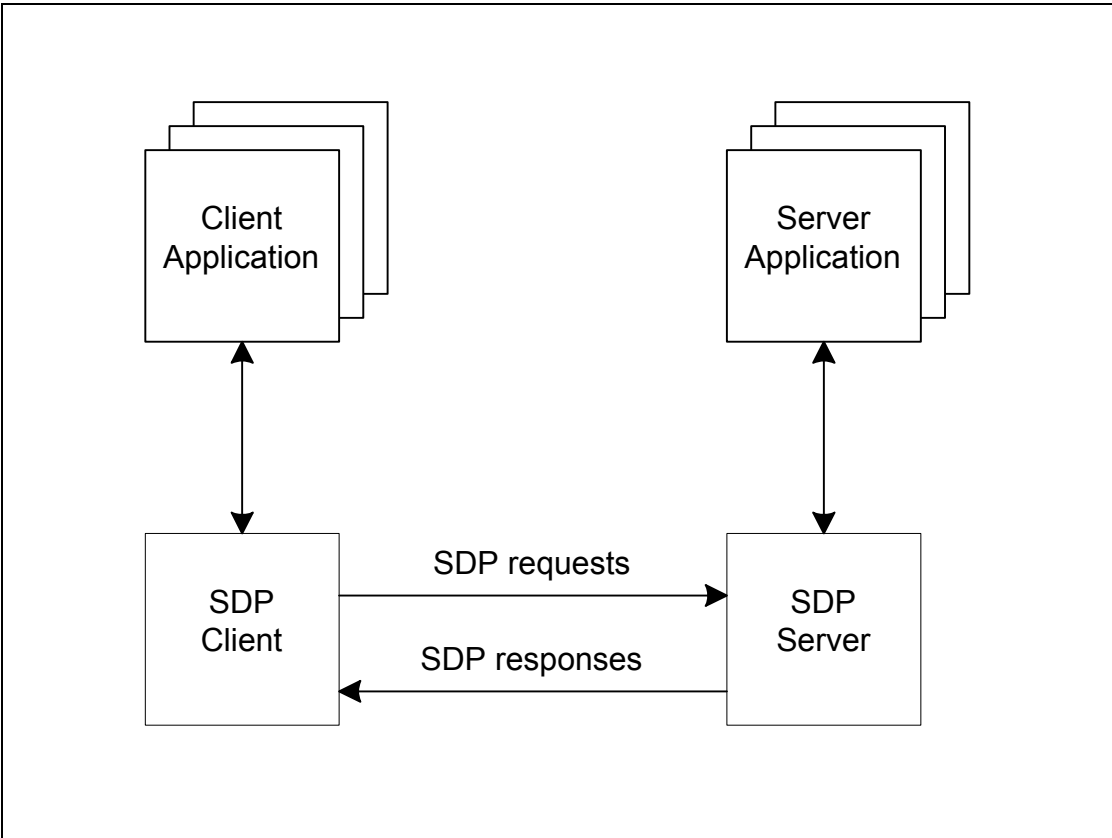 Client
Application
Server
Application
SDP requests
SDP
Client
SDP
Server
SDP responses